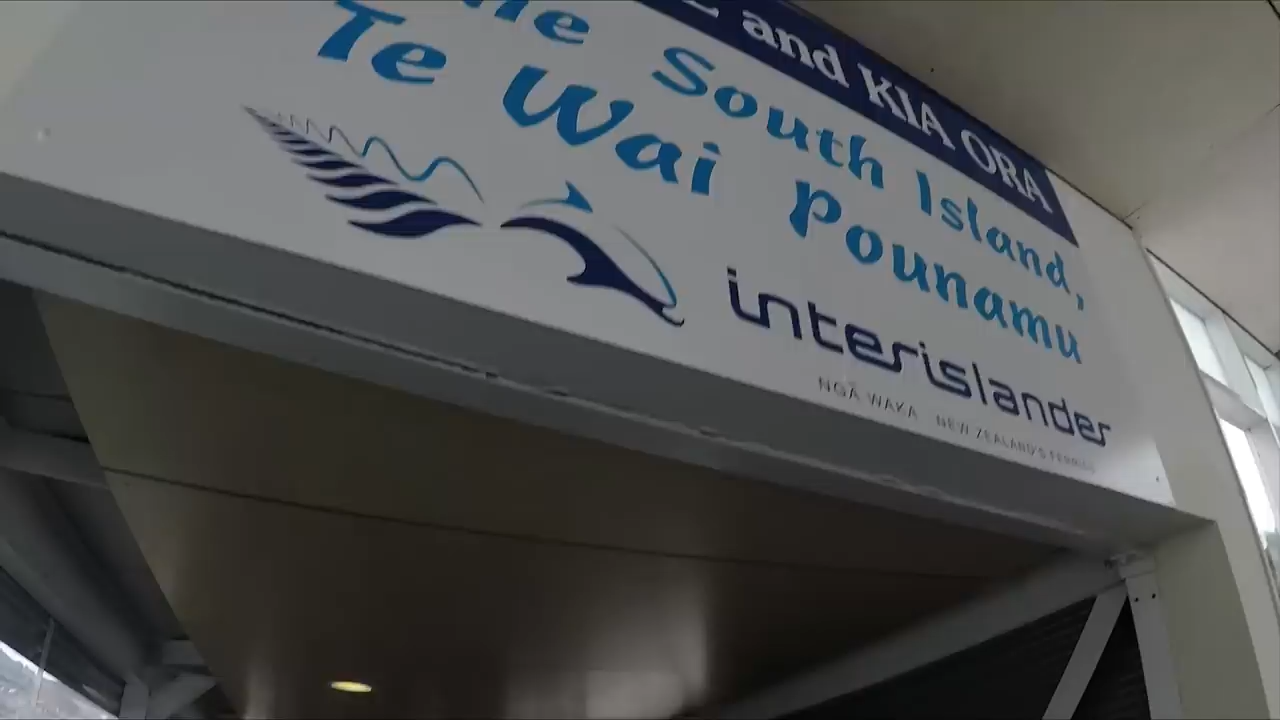 and KIA ORA
South Island,
Te Wai Pounamu
interislander
NGĀ WAKA NEW ZEALAND'S FERRIES